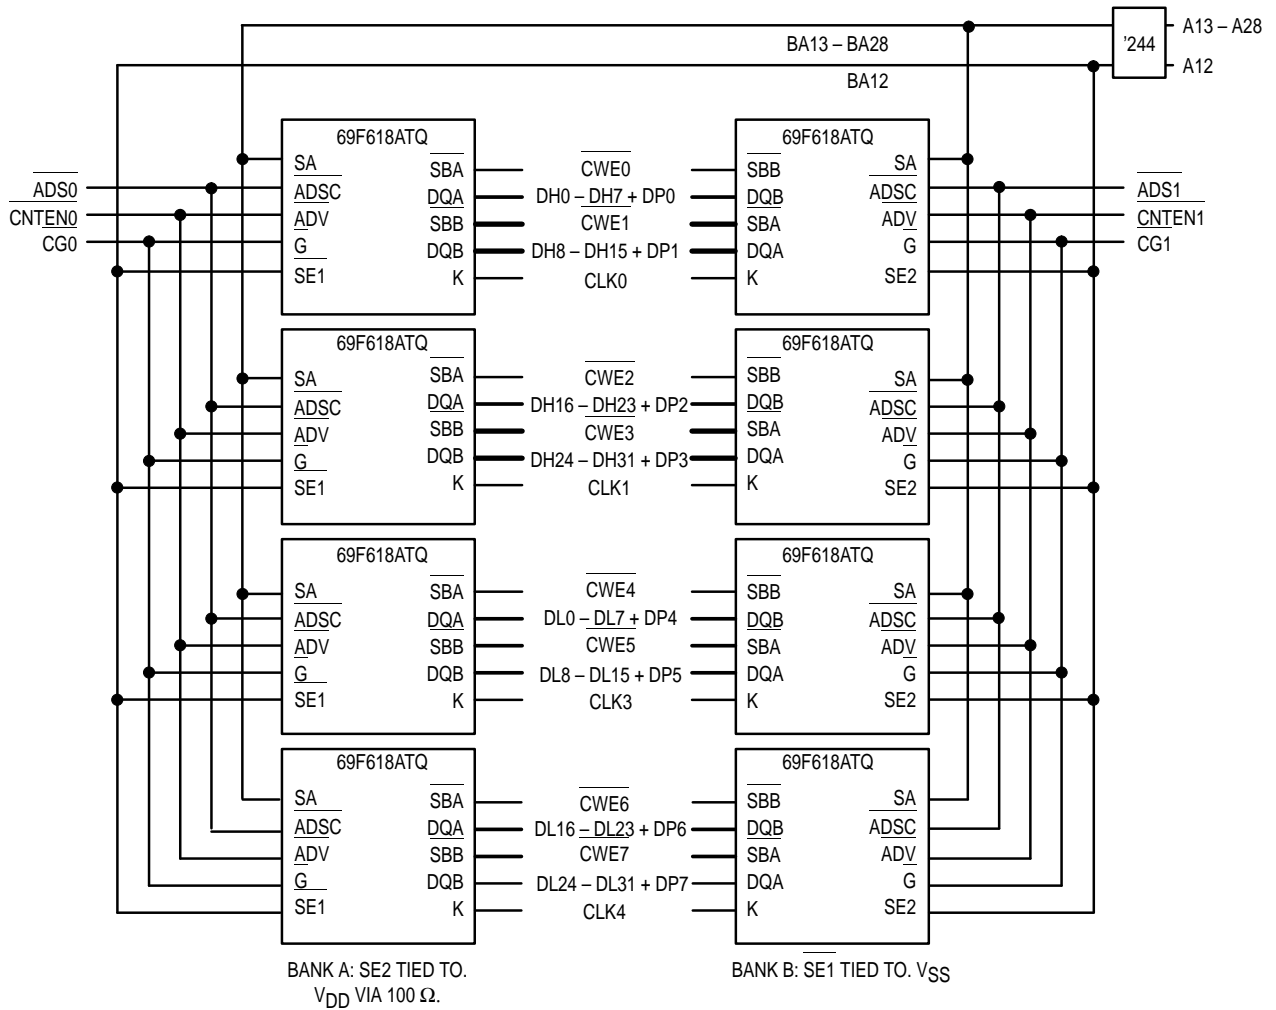 BA13 – BA28
'244
A13 – A28
BA12
A12
ADS0
CNTEN0
CG0
69F618ATQ
SA
ADSC
ADV
G
SE1
SBA
DQA
SBB
DQB
K
CWE0
DH0 – DH7 + DP0
CWE1
DH8 – DH15 + DP1
CLK0
69F618ATQ
SBB
DQB
SBA
DQA
K
SA
ADSC
ADV
G
SE2
ADS1
CNTEN1
CG1
69F618ATQ
SA
ADSC
ADV
G
SE1
SBA
DQA
SBB
DQB
K
CWE2
DH16 – DH23 + DP2
CWE3
DH24 – DH31 + DP3
CLK1
69F618ATQ
SBB
DQB
SBA
DQA
K
SA
ADSC
ADV
G
SE2
69F618ATQ
SA
ADSC
ADV
G
SE1
SBA
DQA
SBB
DQB
K
CWE4
DL0 – DL7 + DP4
CWE5
DL8 – DL15 + DP5
CLK3
69F618ATQ
SBB
DQB
SBA
DQA
K
SA
ADSC
ADV
G
SE2
69F618ATQ
SA
ADSC
ADV
G
SE1
SBA
DQA
SBB
DQB
K
CWE6
DL16 – DL23 + DP6
CWE7
DL24 – DL31 + DP7
CLK4
69F618ATQ
SBB
DQB
SBA
DQA
K
SA
ADSC
ADV
G
SE2
BANK A: SE2 TIED TO.
VDD VIA 100 Ω.
BANK B: SE1 TIED TO. VSS